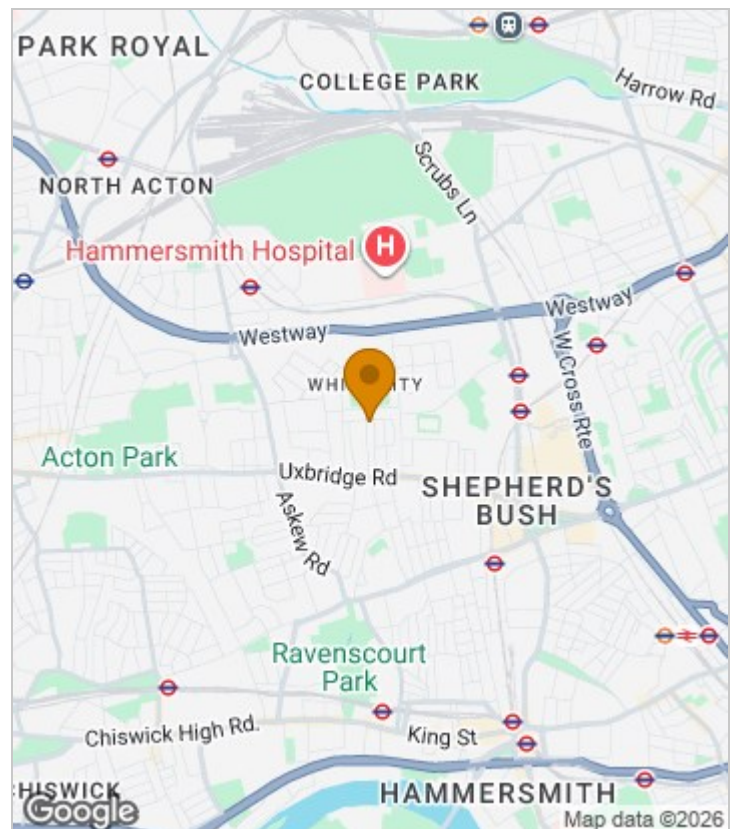 PARK ROYAL
COLLEGE PARK
Harrow Rd
Scrubs Ln
NORTH ACTON
Hammersmith Hospital
H
Westway
Westway
W Cross Rte
Acton Park
Uxbridge Rd
SHEPHERD'S
BUSH
Askew Rd
Ravenscourt
Park
Chiswick High Rd.
King St
HAMMERSMITH
Google
Map data ©2026